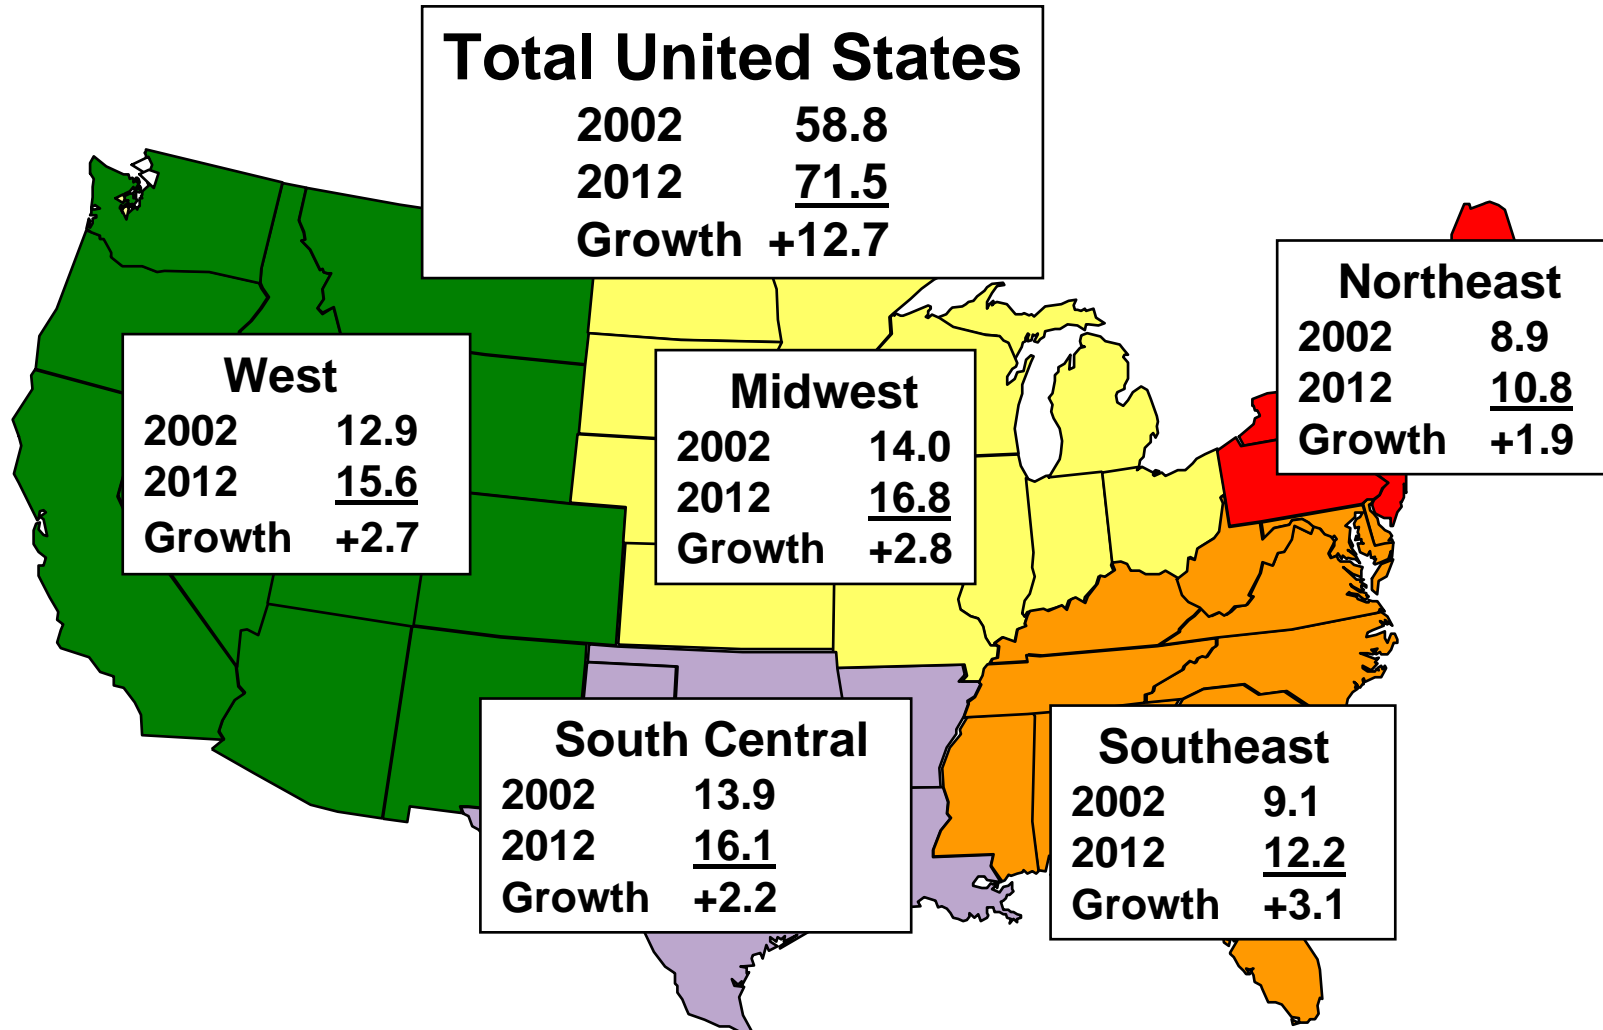 Total United States
2002 58.8
2012 71.5
Growth +12.7
Northeast
2002 8.9
2012 10.8
Growth +1.9
West
2002 12.9
2012 15.6
Growth +2.7
Midwest
2002 14.0
2012 16.8
Growth +2.8
South Central
2002 13.9
2012 16.1
Growth +2.2
Southeast
2002 9.1
2012 12.2
Growth +3.1